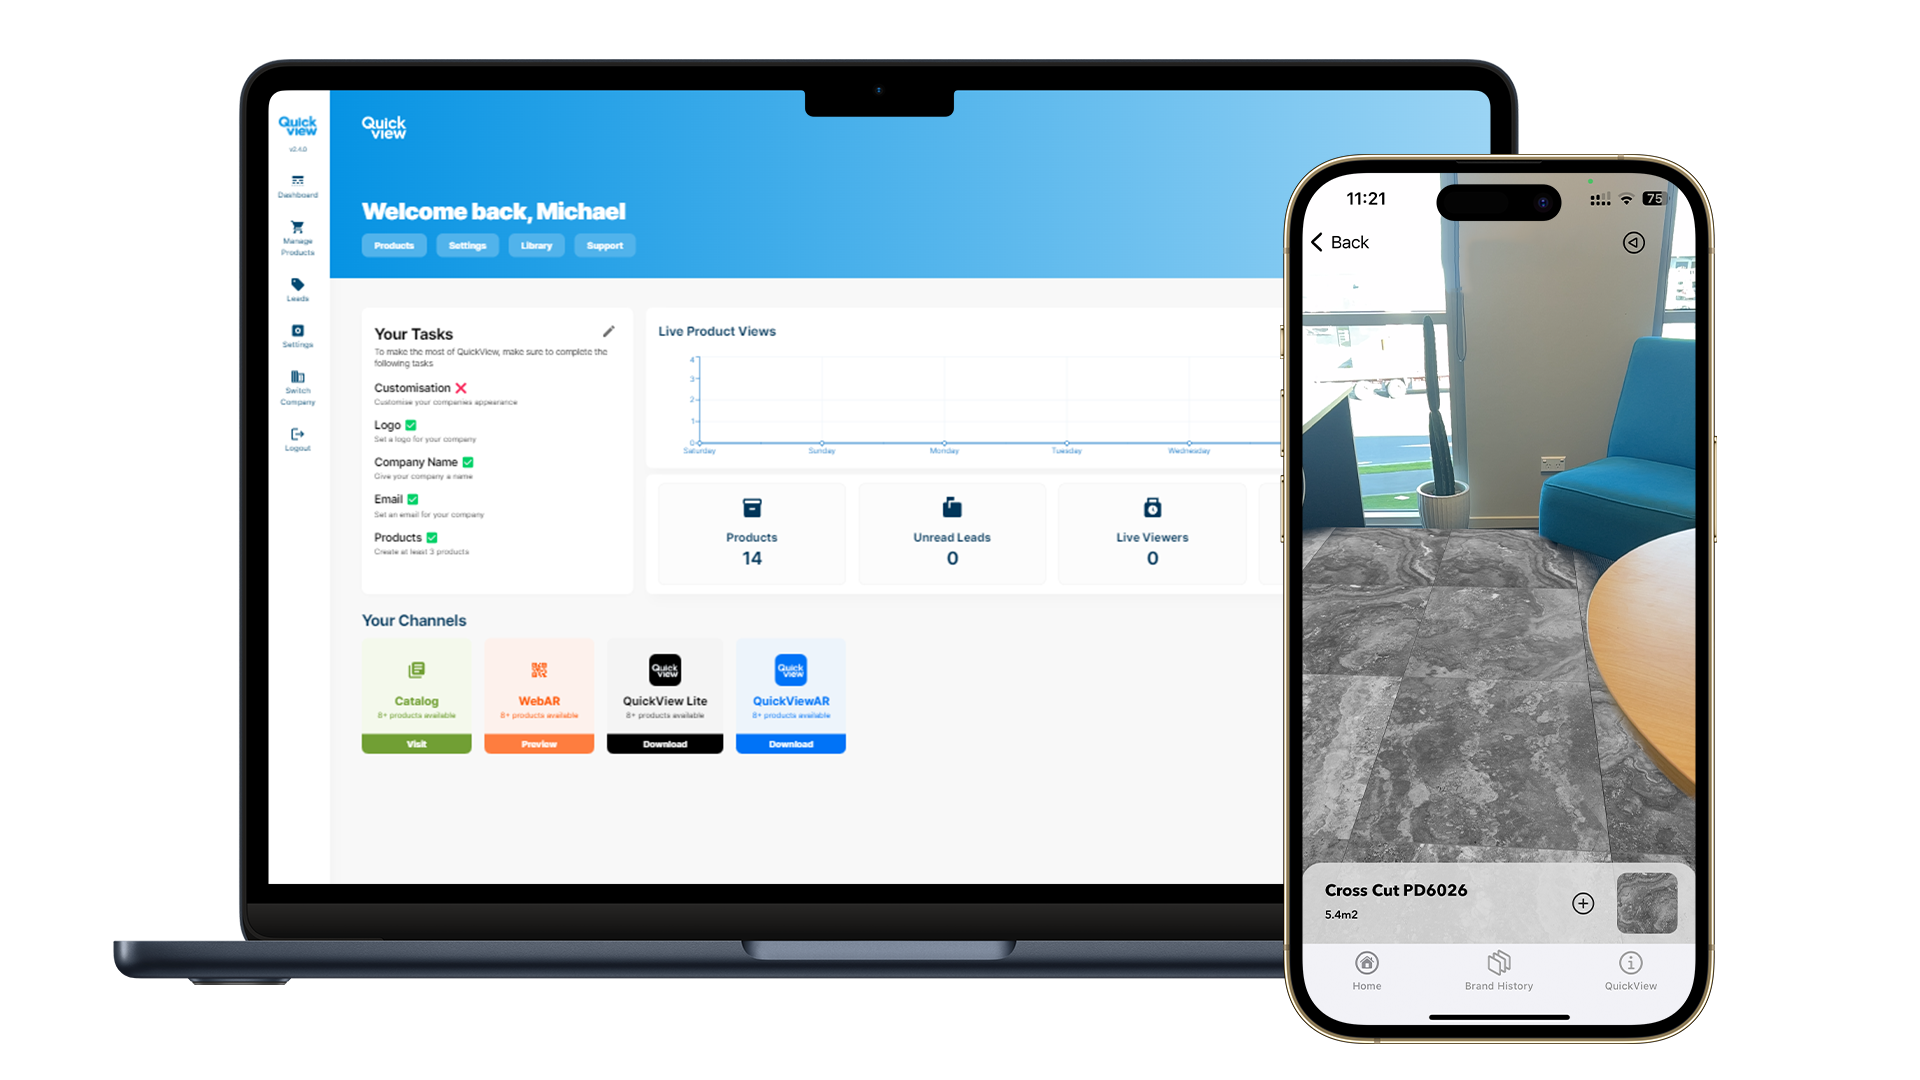 Quick
view
v2.4.0
Dashboard
Manage
Products
Leads
Settings
Switch
Company
Logout
Quick
view
Welcome back, Michael
Products
Settings
Library
Support
Your Tasks
To make the most of QuickView, make sure to complete the
following tasks
Customisation
Customise your companies appearance
Logo
Set a logo for your company
Company Name
Give your company a name
Email
Set an email for your company
Products
Create at least 3 products
Live Product Views
4
3
2
1
0
Saturday
Sunday
Monday
Tuesday
Wednesday
Products
14
Unread Leads
0
Live Viewers
0
Your Channels
Catalog
8+ products available
Visit
WebAR
8+ products available
Preview
Quick
view
QuickView Lite
8+ products available
Download
Quick
view
QuickViewAR
8+ products available
Download
11:21
75
Back
Cross Cut PD6026
5.4m2
Home
Brand History
QuickView